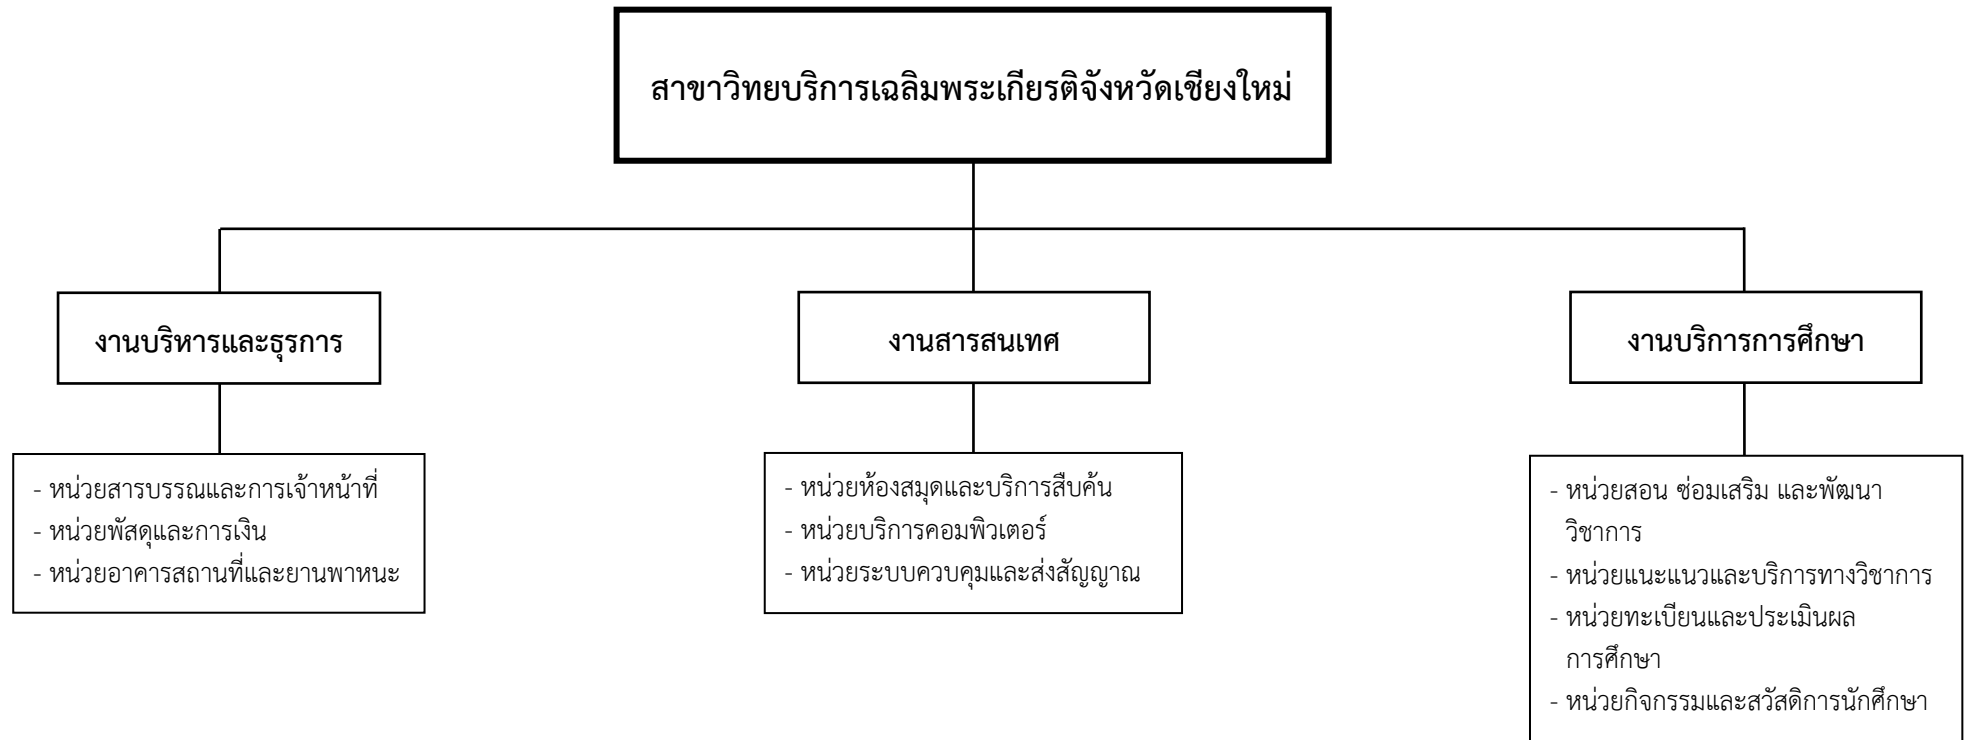 สาขาวิทยบริการเฉลิมพระเกียรติจังหวัดเชียงใหม่
งานบริหารและธุรการ
งานสารสนเทศ
งานบริการการศึกษา
- หน่วยสารบรรณและการเจ้าหน้าที่
- หน่วยพัสดุและการเงิน
- หน่วยอาคารสถานที่และยานพาหนะ
- หน่วยห้องสมุดและบริการสืบค้น
- หน่วยบริการคอมพิวเตอร์
- หน่วยระบบควบคุมและส่งสัญญาณ
- หน่วยสอน ซ่อมเสริม และพัฒนา
วิชาการ
- หน่วยแนะแนวและบริการทางวิชาการ
- หน่วยทะเบียนและประเมินผล
การศึกษา
- หน่วยกิจกรรมและสวัสดิการนักศึกษา